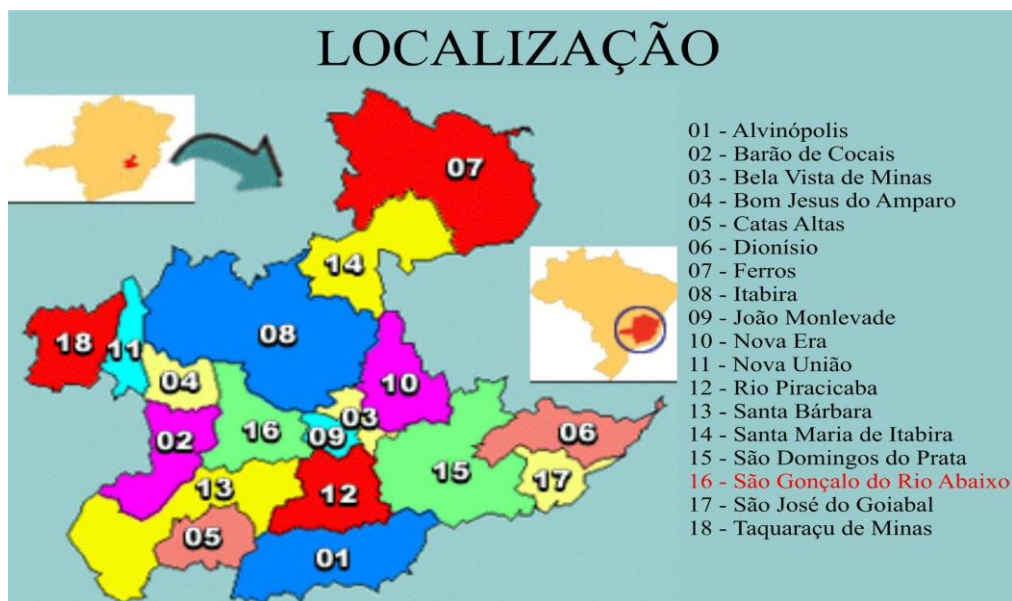 LOCALIZAÇÃO
01 - Alvinópolis
02 - Barão de Cocais
03 - Bela Vista de Minas
04 - Bom Jesus do Amparo
05 - Catas Altas
06 - Dionísio
07 - Ferros
08 - Itabira
09 - João Monlevade
10 - Nova Era
11 - Nova União
12 - Rio Piracicaba
13 - Santa Bárbara
14 - Santa Maria de Itabira
15 - São Domingos do Prata
16 - São Gonçalo do Rio Abaixo
17 - São José do Goiabal
18 - Taquaraçu de Minas
07
14
08
18
11
04
10
03
02
16
09
06
15
17
13
12
05
01